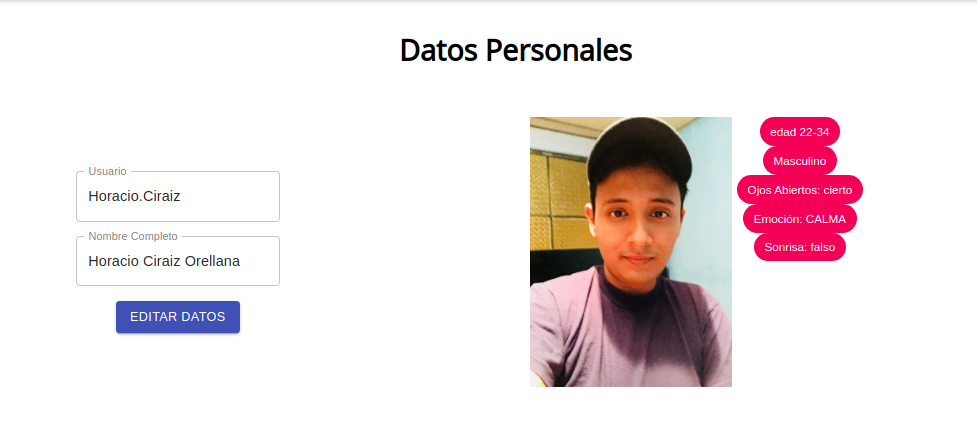 Datos Personales
Usuario
Horacio.Ciraiz
Nombre Completo
Horacio Ciraiz Orellana
EDITAR DATOS
edad 22-34
Masculino
Ojos Abiertos: cierto
Emoción: CALMA
Sonrisa: falso